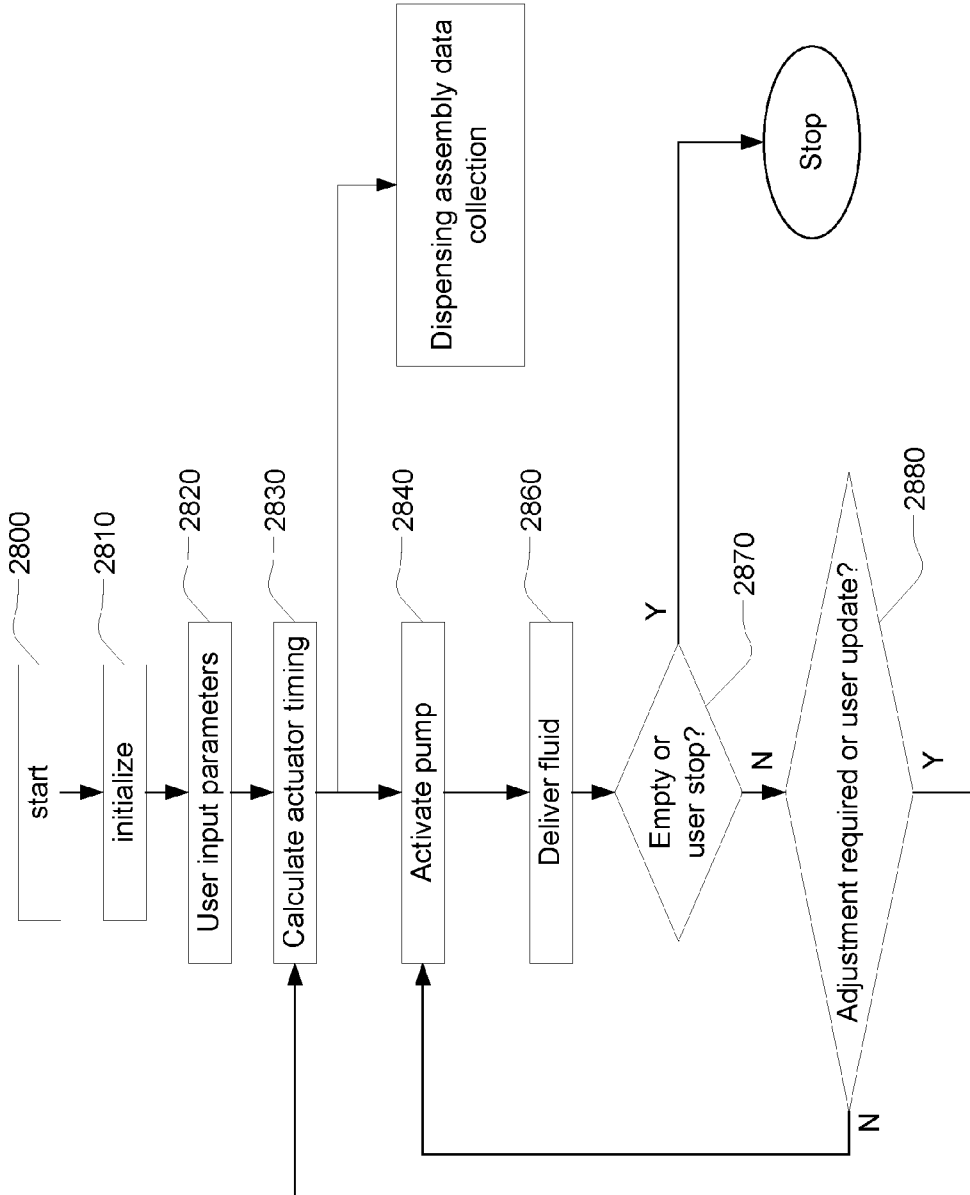 start
2800
initialize
2810
User input parameters
2820
Calculate actuator timing
2830
Dispensing assembly data
collection
Activate pump
2840
Deliver fluid
2860
Empty or
user stop?
2870
Y
Stop
N
Adjustment required or user update?
2880
N
Y